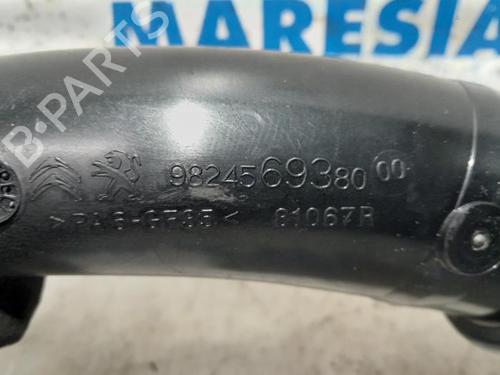 MARESIA
B-PARTS
9824569380 00
>PA6-GF35< 81067R